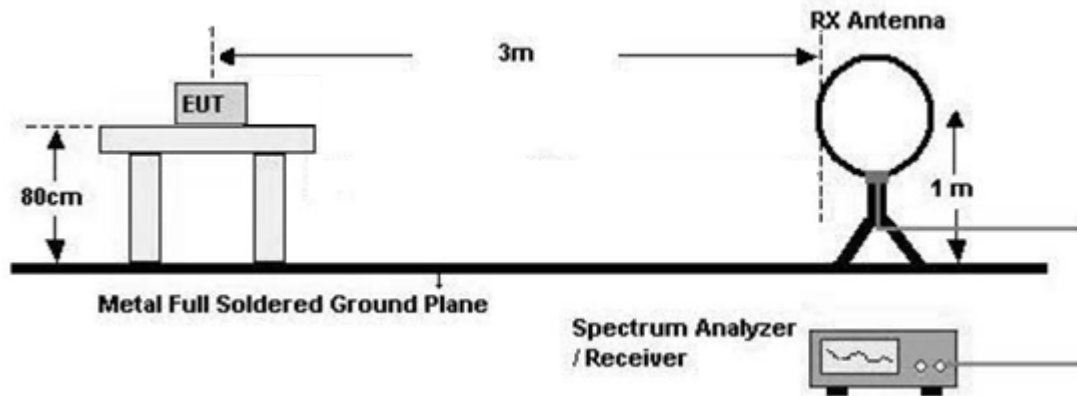 RX Antenna
3m
EUT
80cm
1 m
Metal Full Soldered Ground Plane
Spectrum Analyzer
/ Receiver